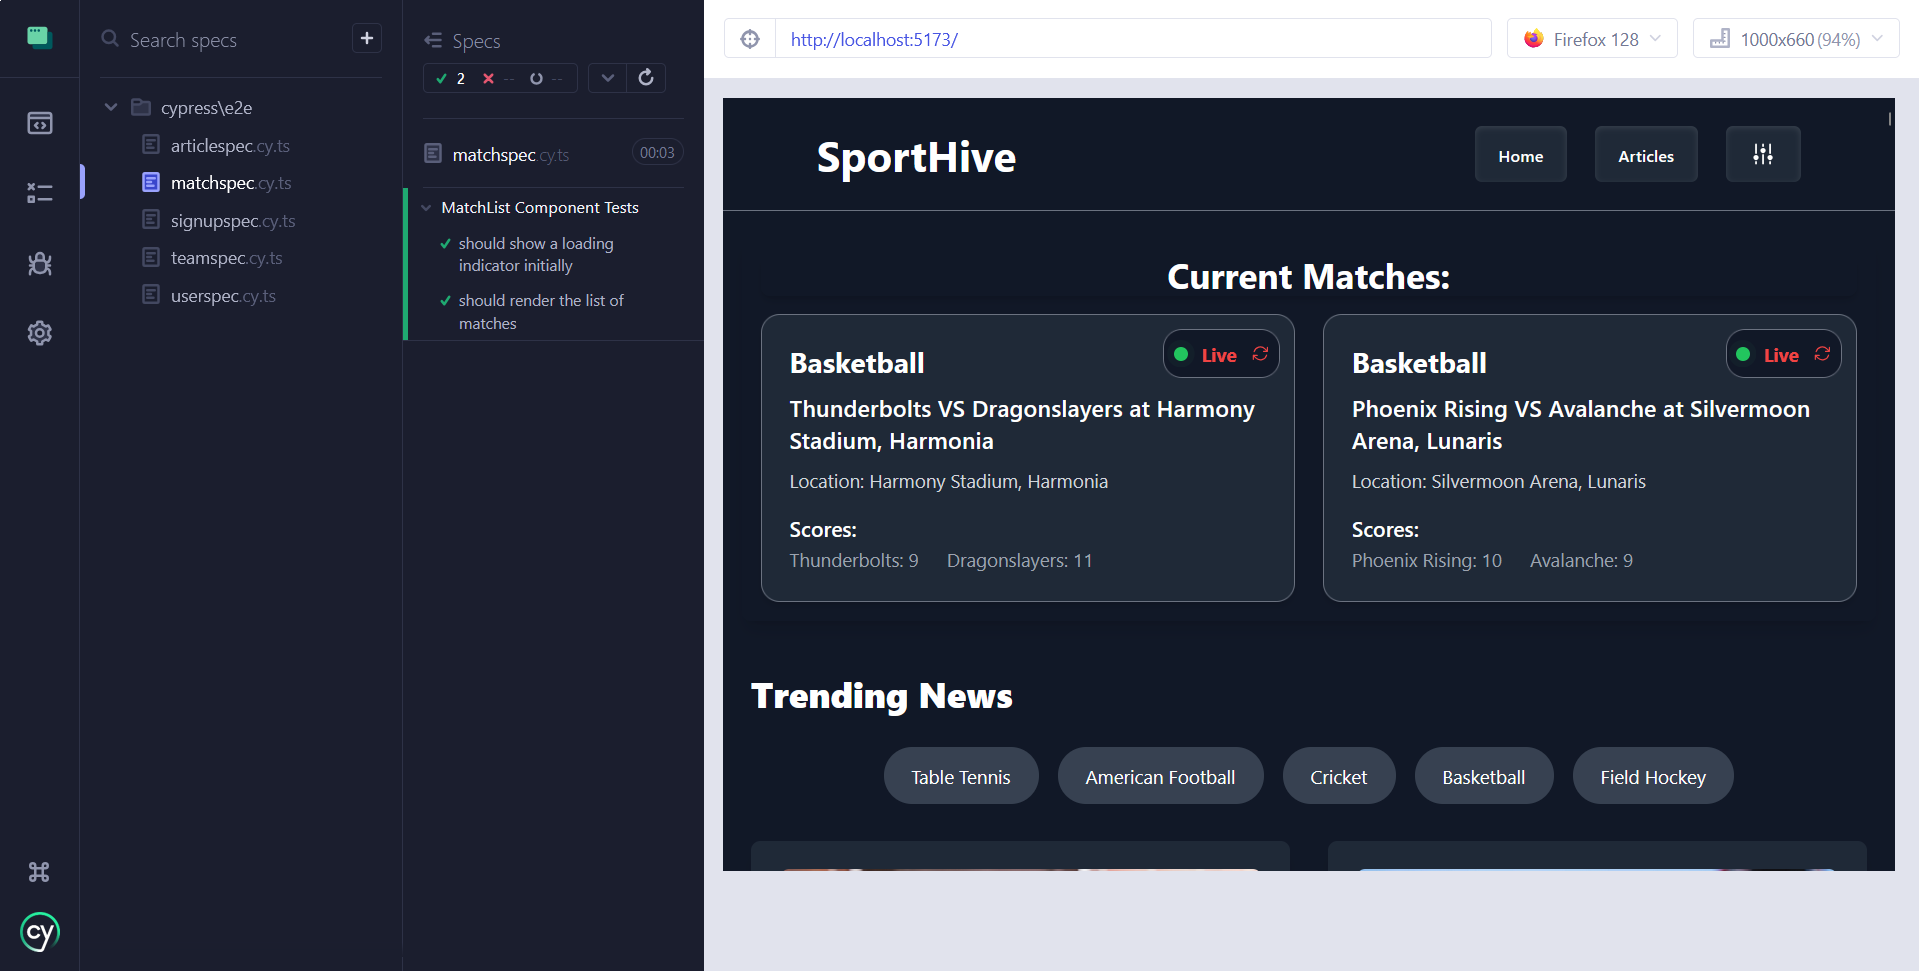 Search specs
+
cypress\e2e
articlespec.cy.ts
matchspec.cy.ts
signupspec.cy.ts
teamspec.cy.ts
userspec.cy.ts
cy
Specs
2 -- --
matchspec.cy.ts 00:03
MatchList Component Tests
should show a loading
indicator initially
should render the list of
matches
http://localhost:5173/
Firefox 128
1000x660 (94%)
SportHive
Home
Articles
Current Matches:
Basketball
Live
Thunderbolts VS Dragonslayers at Harmony
Stadium, Harmonia
Location: Harmony Stadium, Harmonia
Scores:
Thunderbolts: 9 Dragonslayers: 11
Basketball
Live
Phoenix Rising VS Avalanche at Silvermoon
Arena, Lunaris
Location: Silvermoon Arena, Lunaris
Scores:
Phoenix Rising: 10 Avalanche: 9
Trending News
Table Tennis
American Football
Cricket
Basketball
Field Hockey